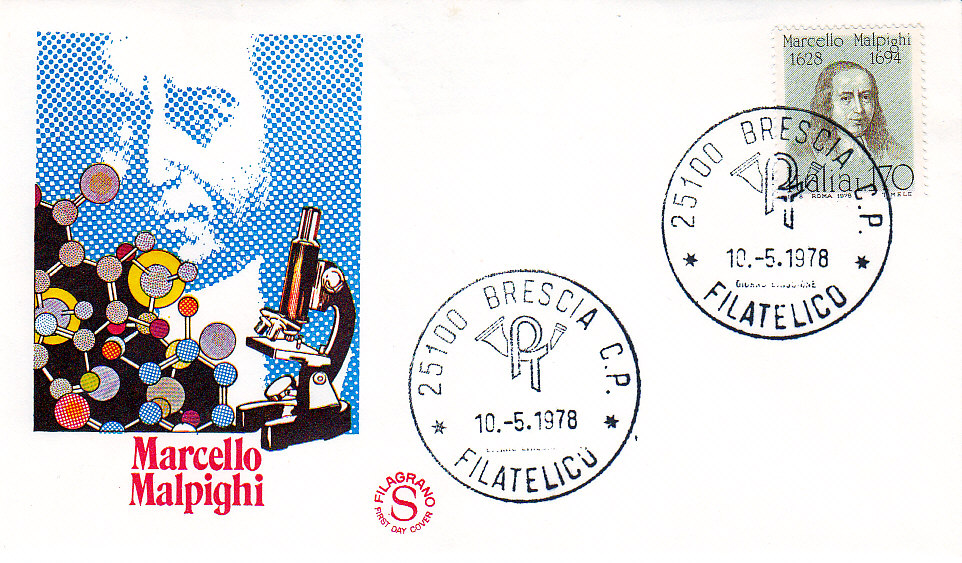 Marcello Malpighi
1628 1694
Italia 170
ROMA 1978
25100 BRESCIA C.P.
10.-5.1978
FILATELICO
25100 BRESCIA C.P.
10.-5.1978
FILATELICO
Marcello
Malpighi
FILAGRANO
S
FIRST DAY COVER